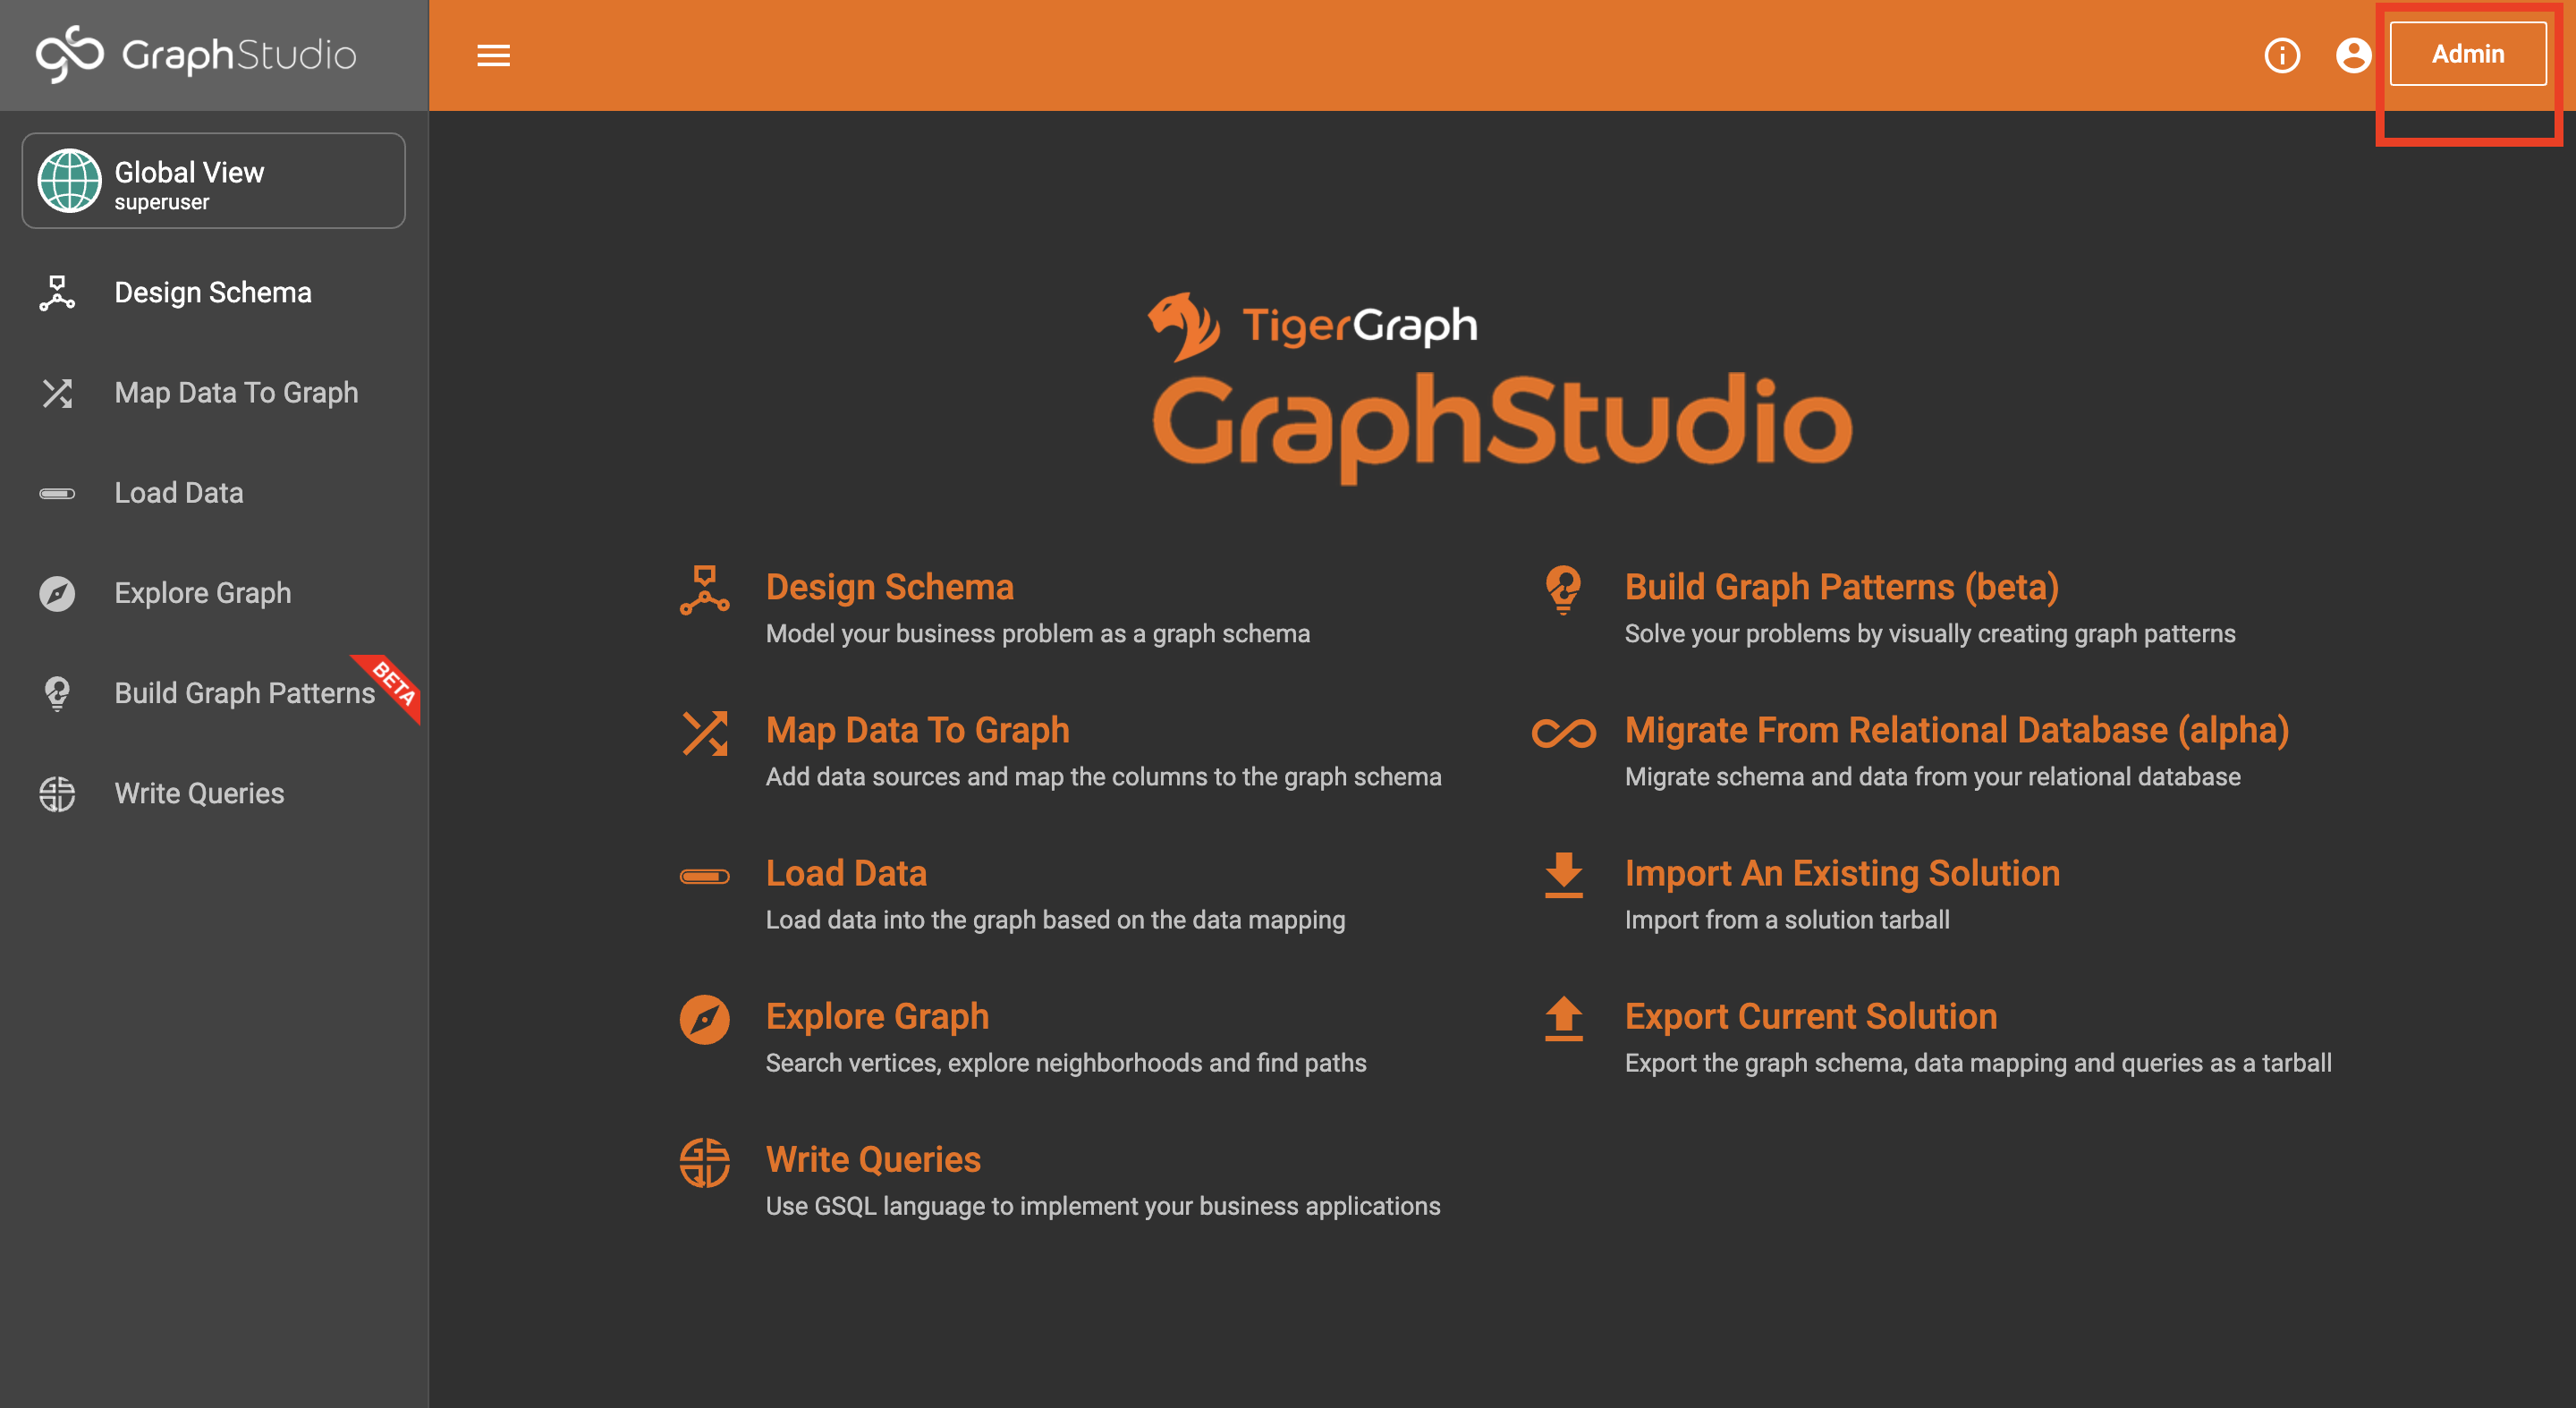 GraphStudio
Admin
Global View
superuser
Design Schema
Map Data To Graph
Load Data
Explore Graph
Build Graph Patterns
BETA
Write Queries
TigerGraph
GraphStudio
Design Schema
Model your business problem as a graph schema
Map Data To Graph
Add data sources and map the columns to the graph schema
Load Data
Load data into the graph based on the data mapping
Explore Graph
Search vertices, explore neighborhoods and find paths
Write Queries
Use GSQL language to implement your business applications
Build Graph Patterns (beta)
Solve your problems by visually creating graph patterns
Migrate From Relational Database (alpha)
Migrate schema and data from your relational database
Import An Existing Solution
Import from a solution tarball
Export Current Solution
Export the graph schema, data mapping and queries as a tarball